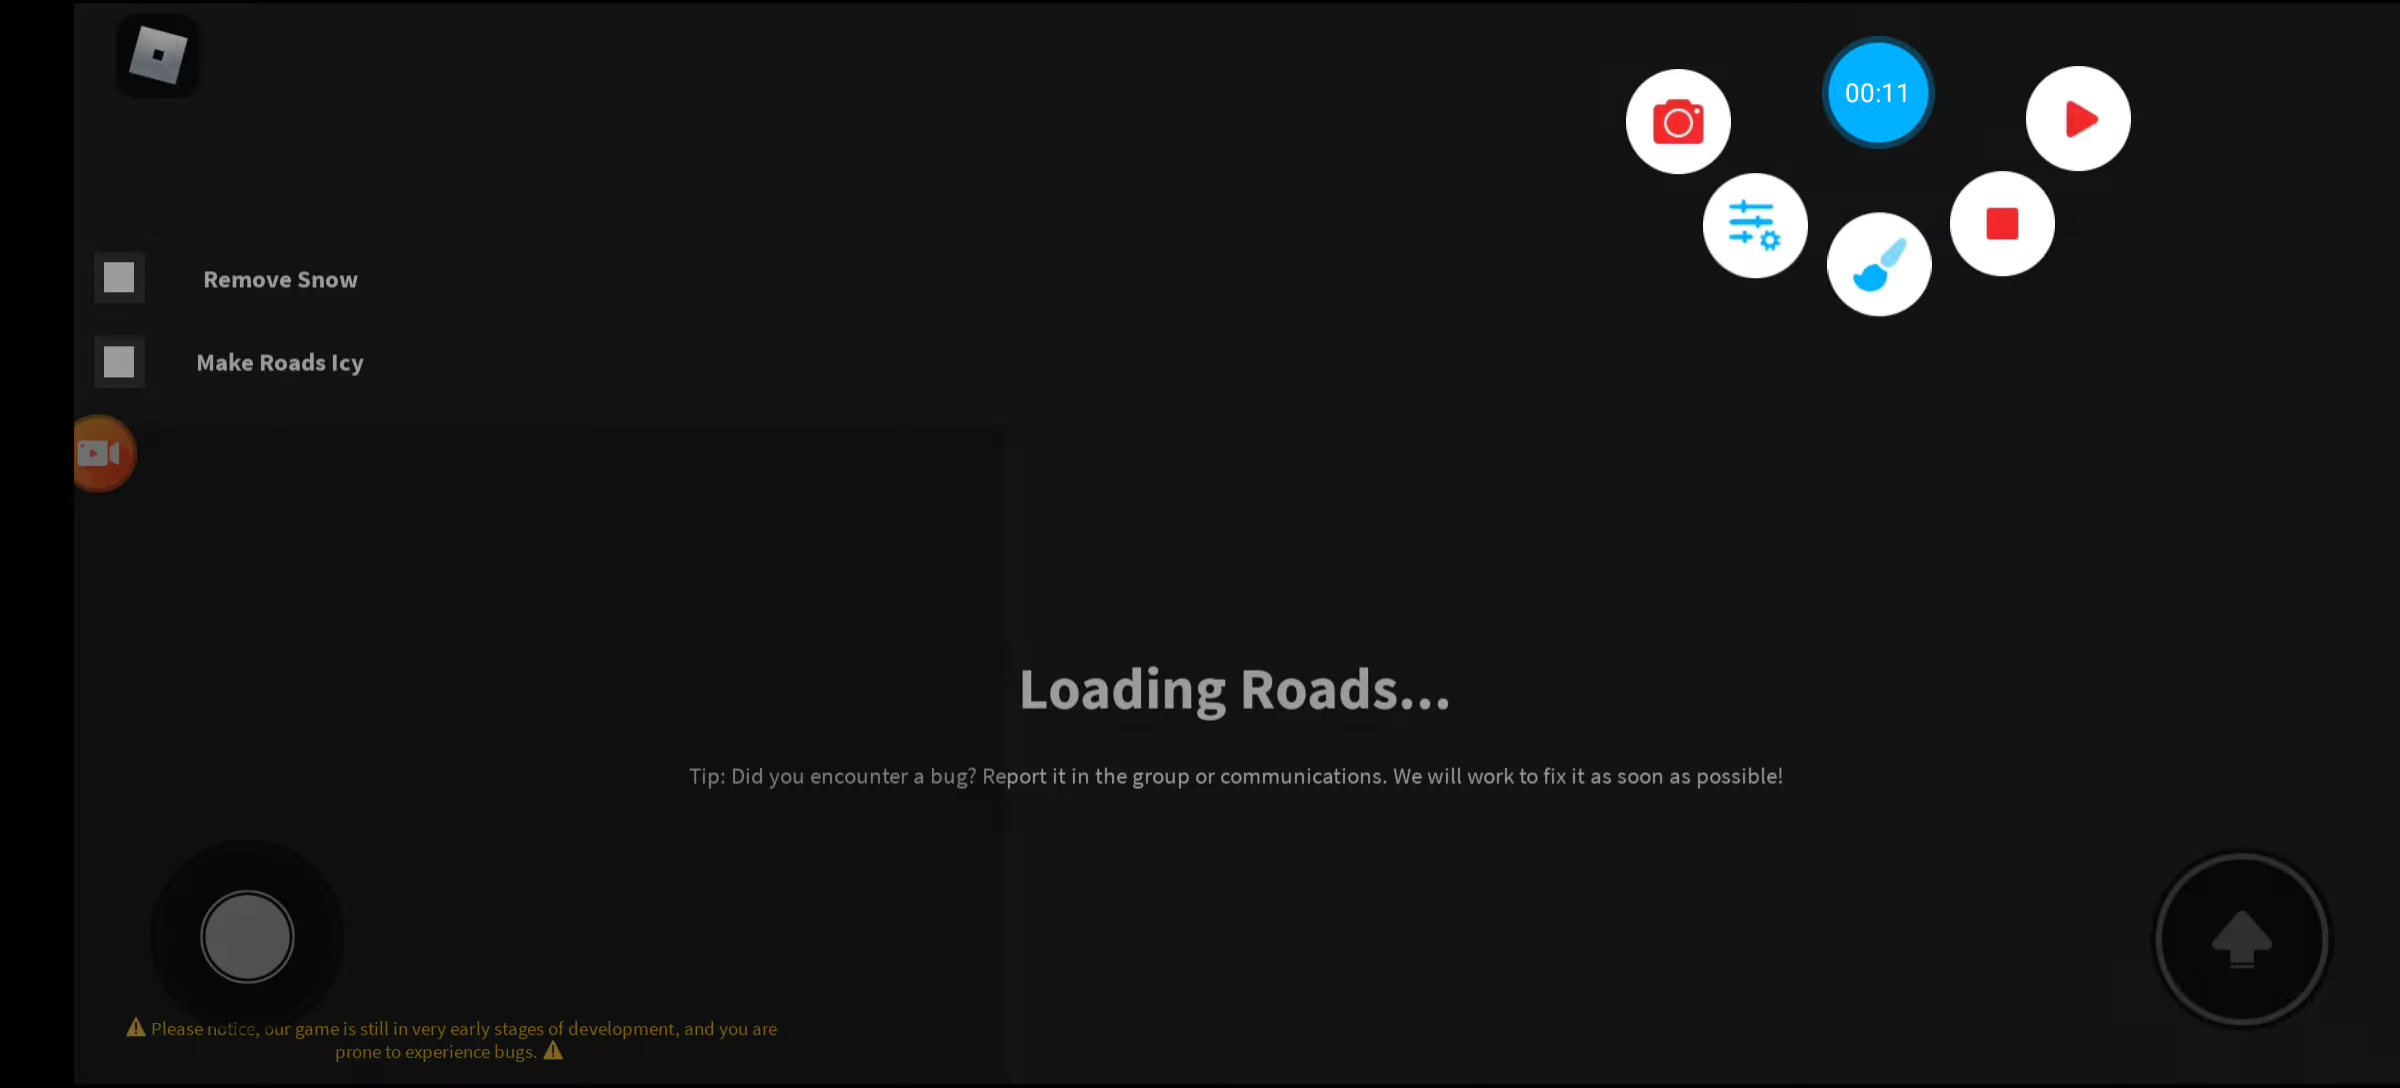 00:11
Remove Snow
Make Roads Icy
Loading Roads...
Tip: Did you encounter a bug? Report it in the group or communications. We will work to fix it as soon as possible!
⚠ Please notice, our game is still in very early stages of development, and you are
prone to experience bugs. ⚠